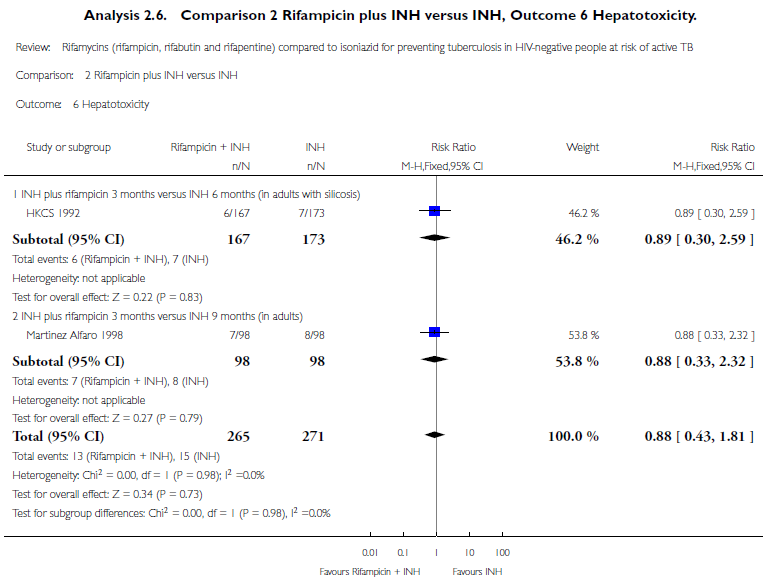 Analysis 2.6. Comparison 2 Rifampicin plus INH versus INH, Outcome 6 Hepatotoxicity.
Review: Rifamycins (rifampicin, rifabutin and rifapentine) compared to isoniazid for preventing tuberculosis in HIV-negative people at risk of active TB
Comparison: 2 Rifampicin plus INH versus INH
Outcome: 6 Hepatotoxicity
Study or subgroup Rifampicin + INH INH Risk Ratio Weight Risk Ratio
n/N n/N M-H,Fixed,95% CI M-H,Fixed,95% CI
1 INH plus rifampicin 3 months versus INH 6 months (in adults with silicosis)
HKCS 1992 6/167 7/173 46.2 % 0.89 [ 0.30, 2.59 ]
Subtotal (95% CI) 167 173 46.2 % 0.89 [ 0.30, 2.59 ]
Total events: 6 (Rifampicin + INH), 7 (INH)
Heterogeneity: not applicable
Test for overall effect: Z = 0.22 (P = 0.83)
2 INH plus rifampicin 3 months versus INH 9 months (in adults)
Martinez Alfaro 1998 7/98 8/98 53.8 % 0.88 [ 0.33, 2.32 ]
Subtotal (95% CI) 98 98 53.8 % 0.88 [ 0.33, 2.32 ]
Total events: 7 (Rifampicin + INH), 8 (INH)
Heterogeneity: not applicable
Test for overall effect: Z = 0.27 (P = 0.79)
Total (95% CI) 265 271 100.0 % 0.88 [ 0.43, 1.81 ]
Total events: 13 (Rifampicin + INH), 15 (INH)
Heterogeneity: Chi² = 0.00, df = 1 (P = 0.98); I² =0.0%
Test for overall effect: Z = 0.34 (P = 0.73)
Test for subgroup differences: Chi² = 0.00, df = 1 (P = 0.98), I² =0.0%
0.01 0.1 1 10 100
Favours Rifampicin + INH Favours INH